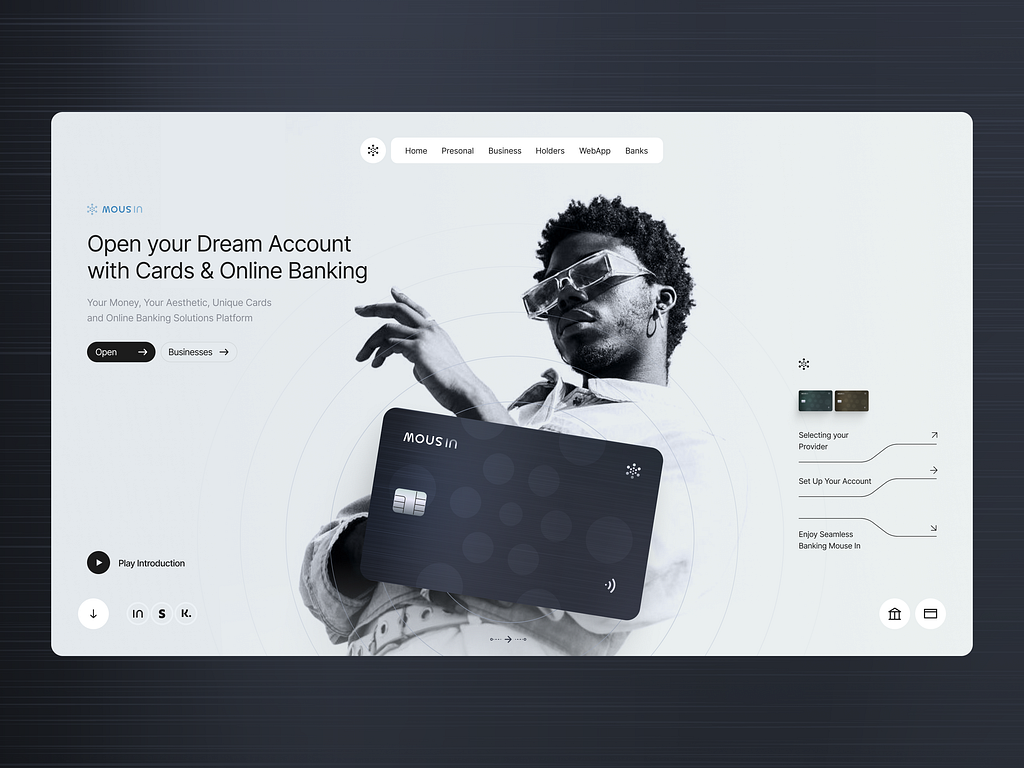 Home Presonal Business Holders WebApp Banks
MOUS in
Open your Dream Account
with Cards & Online Banking
Your Money, Your Aesthetic, Unique Cards
and Online Banking Solutions Platform
Open Businesses
MOUS in
Selecting your
Provider
Set Up Your Account
Enjoy Seamless
Banking Mouse In
Play Introduction
in S K.